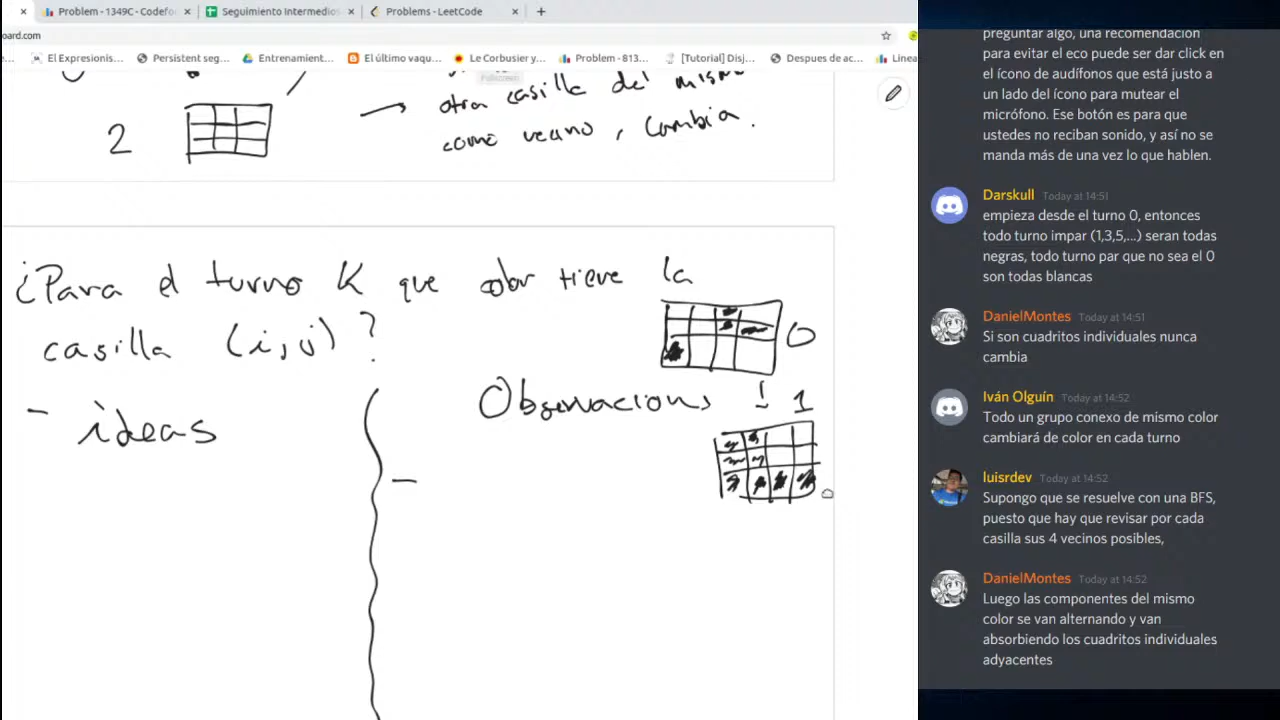 Problem - 1349C - Codefo
Seguimiento Intermedios
Problems - LeetCode
oard.com
El Expresionis...
Persistent seg...
Entrenamiento...
El último vaqu...
Le Corbusier y...
Problem - 813...
[Tutorial] Disj...
Despues de ac...
Linea
Fullscreen
otra casilla del mismo
como vecino, cambia.
2
¿Para el turno K que color tiene la
casilla (i,j)?
0
- ideas
Observaciones !
1
-
preguntar algo, una recomendación
para evitar el eco puede ser dar click en
el ícono de audífonos que está justo a
un lado del ícono para mutear el
micrófono. Ese botón es para que
ustedes no reciban sonido, y así no se
manda más de una vez lo que hablen.
Darskull Today at 14:51
empieza desde el turno 0, entonces
todo turno impar (1,3,5,...) seran todas
negras, todo turno par que no sea el 0
son todas blancas
DanielMontes Today at 14:51
Si son cuadritos individuales nunca
cambia
Iván Olguín Today at 14:52
Todo un grupo conexo de mismo color
cambiará de color en cada turno
luisrdev Today at 14:52
Supongo que se resuelve con una BFS,
puesto que hay que revisar por cada
casilla sus 4 vecinos posibles,
DanielMontes Today at 14:52
Luego las componentes del mismo
color se van alternando y van
absorbiendo los cuadritos individuales
adyacentes